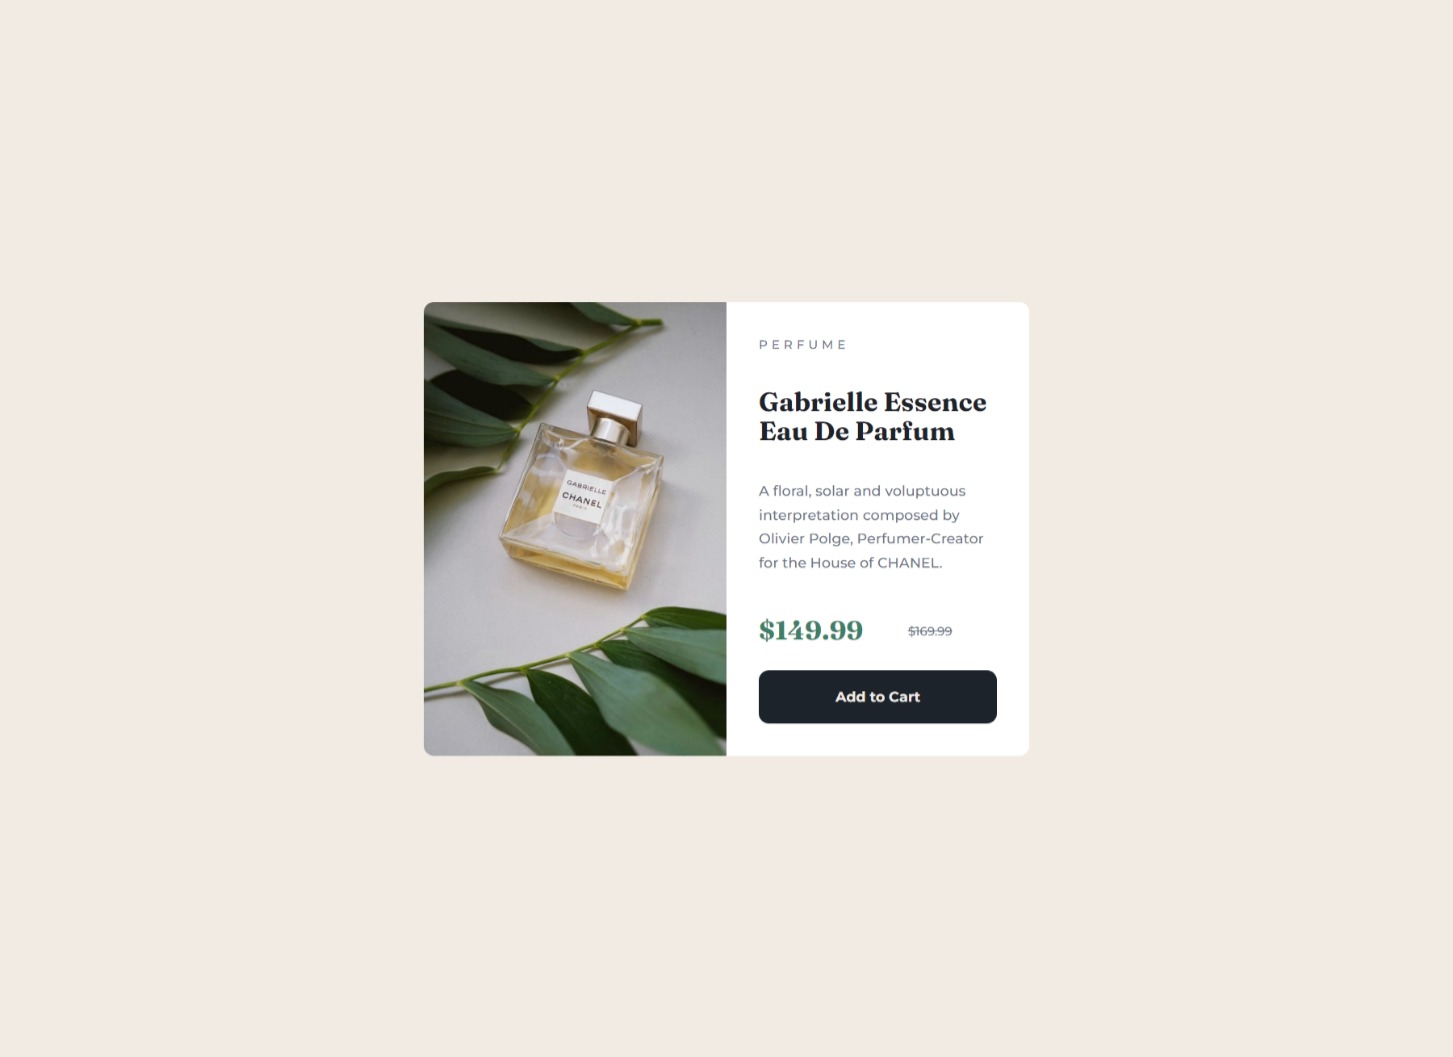 GABRIELLE
CHANEL
PARIS
PERFUME
Gabrielle Essence
Eau De Parfum
A floral, solar and voluptuous
interpretation composed by
Olivier Polge, Perfumer-Creator
for the House of CHANEL.
$149.99 $169.99
Add to Cart